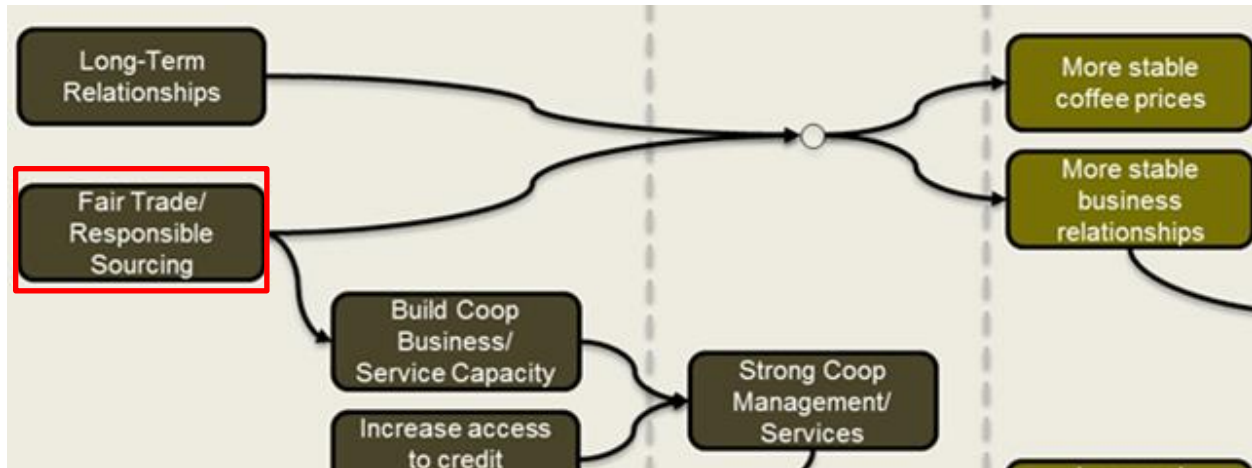 Long-Term
Relationships
More stable
coffee prices
Fair Trade/
Responsible
Sourcing
More stable
business
relationships
Build Coop
Business/
Service Capacity
Strong Coop
Management/
Services
Increase access
to credit